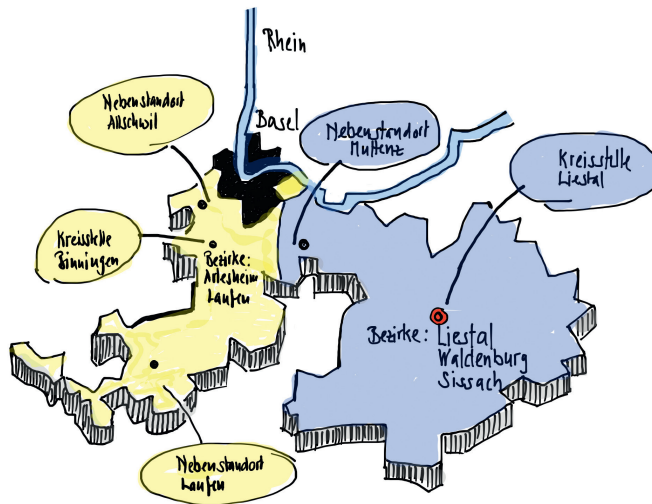 Rhein
Nebenstandort
Allschwil
Basel
Nebenstandort
Muttenz
Kreisstelle
Liestal
Kreisstelle
Binningen
Bezirke:
Arlesheim
Laufen
Bezirke: Liestal
Waldenburg
Sissach
Nebenstandort
Laufen